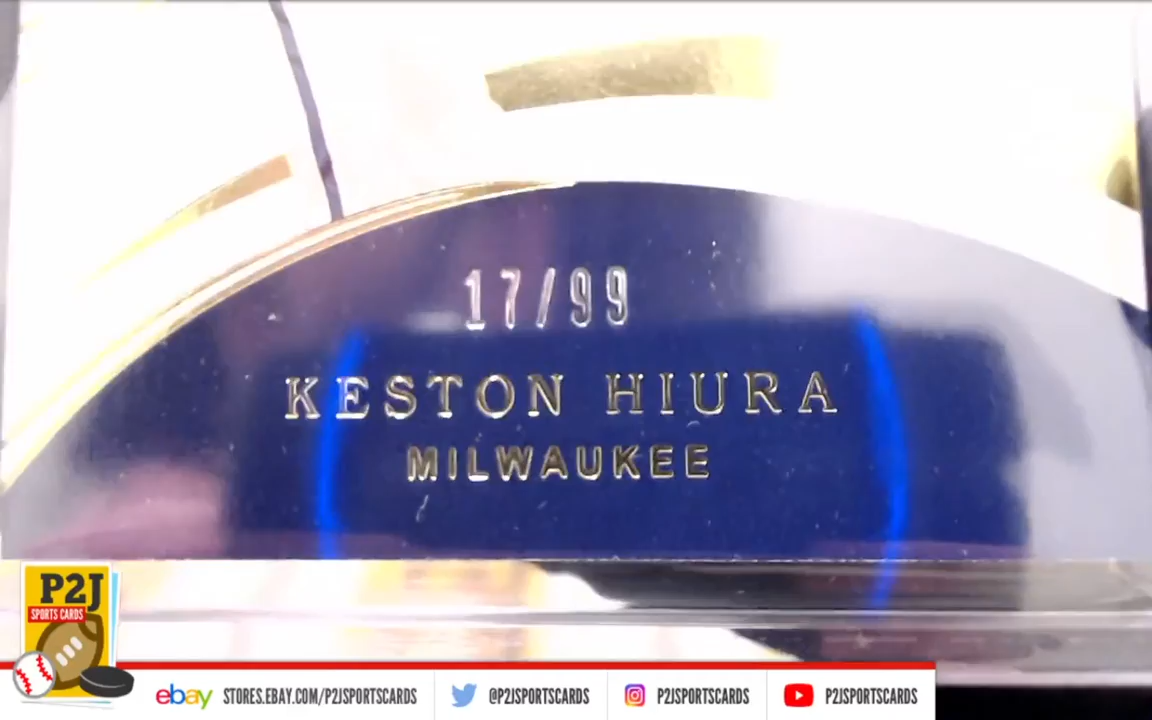 17/99
KESTON HIURA
MILWAUKEE
P2J
SPORTS CARDS
ebay STORES.EBAY.COM/P2JSPORTSCARDS @P2JSPORTSCARDS P2JSPORTSCARDS P2JSPORTSCARDS